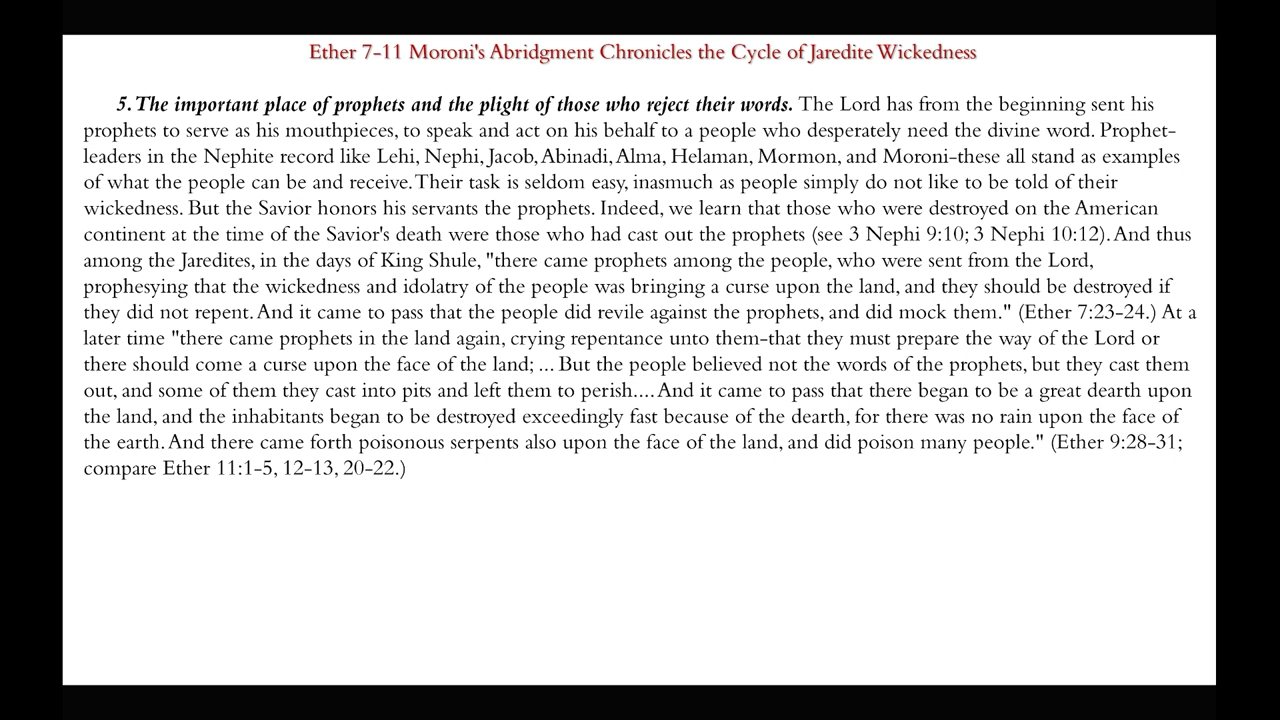 Ether 7-11 Moroni's Abridgment Chronicles the Cycle of Jaredite Wickedness
5. The important place of prophets and the plight of those who reject their words. The Lord has from the beginning sent his
prophets to serve as his mouthpieces, to speak and act on his behalf to a people who desperately need the divine word. Prophet-
leaders in the Nephite record like Lehi, Nephi, Jacob, Abinadi, Alma, Helaman, Mormon, and Moroni-these all stand as examples
of what the people can be and receive. Their task is seldom easy, inasmuch as people simply do not like to be told of their
wickedness. But the Savior honors his servants the prophets. Indeed, we learn that those who were destroyed on the American
continent at the time of the Savior's death were those who had cast out the prophets (see 3 Nephi 9:10; 3 Nephi 10:12). And thus
among the Jaredites, in the days of King Shule, "there came prophets among the people, who were sent from the Lord,
prophesying that the wickedness and idolatry of the people was bringing a curse upon the land, and they should be destroyed if
they did not repent. And it came to pass that the people did revile against the prophets, and did mock them." (Ether 7:23-24.) At a
later time "there came prophets in the land again, crying repentance unto them-that they must prepare the way of the Lord or
there should come a curse upon the face of the land; ... But the people believed not the words of the prophets, but they cast them
out, and some of them they cast into pits and left them to perish.... And it came to pass that there began to be a great dearth upon
the land, and the inhabitants began to be destroyed exceedingly fast because of the dearth, for there was no rain upon the face of
the earth. And there came forth poisonous serpents also upon the face of the land, and did poison many people." (Ether 9:28-31;
compare Ether 11:1-5, 12-13, 20-22.)